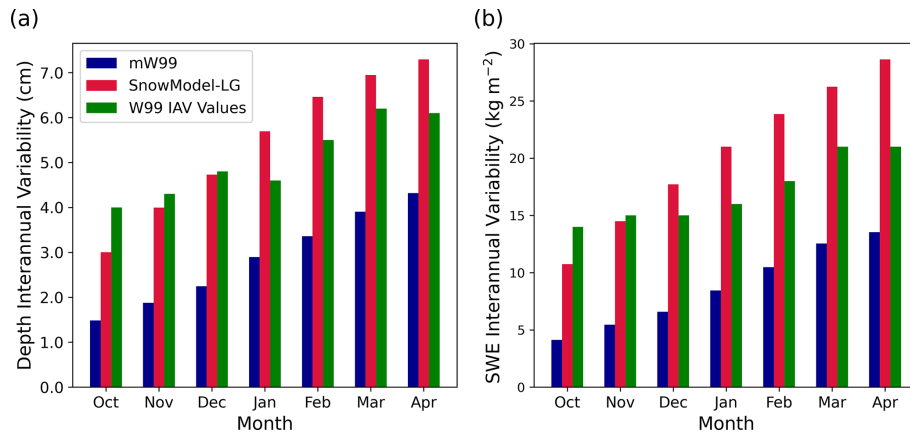 (a)
Depth Interannual Variability (cm)
7.0
6.0
5.0
4.0
3.0
2.0
1.0
0.0
mW99
SnowModel-LG
W99 IAV Values
Oct Nov Dec Jan Feb Mar Apr
Month
(b)
SWE Interannual Variability (kg m⁻²)
30
25
20
15
10
5
0
Oct Nov Dec Jan Feb Mar Apr
Month